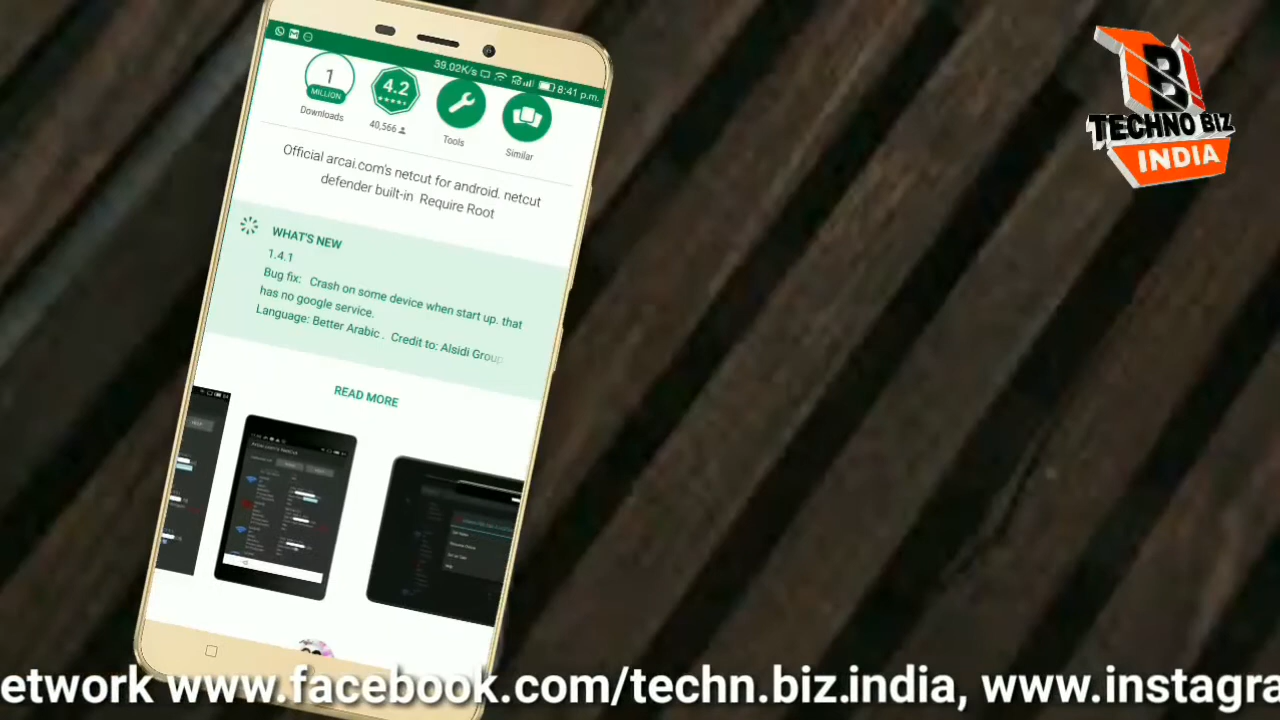 39.02K/s 8:41 p.m.
1
MILLION
Downloads
4.2
40,566
Tools
Similar
Official arcai.com's netcut for android. netcut
defender built-in Require Root
WHAT'S NEW
1.4.1
Bug fix: Crash on some device when start up. that
has no google service.
Language: Better Arabic . Credit to: Alsidi Group
READ MORE
HELP
TBI
TECHNO BIZ
INDIA
etwork www.facebook.com/techn.biz.india, www.instagra